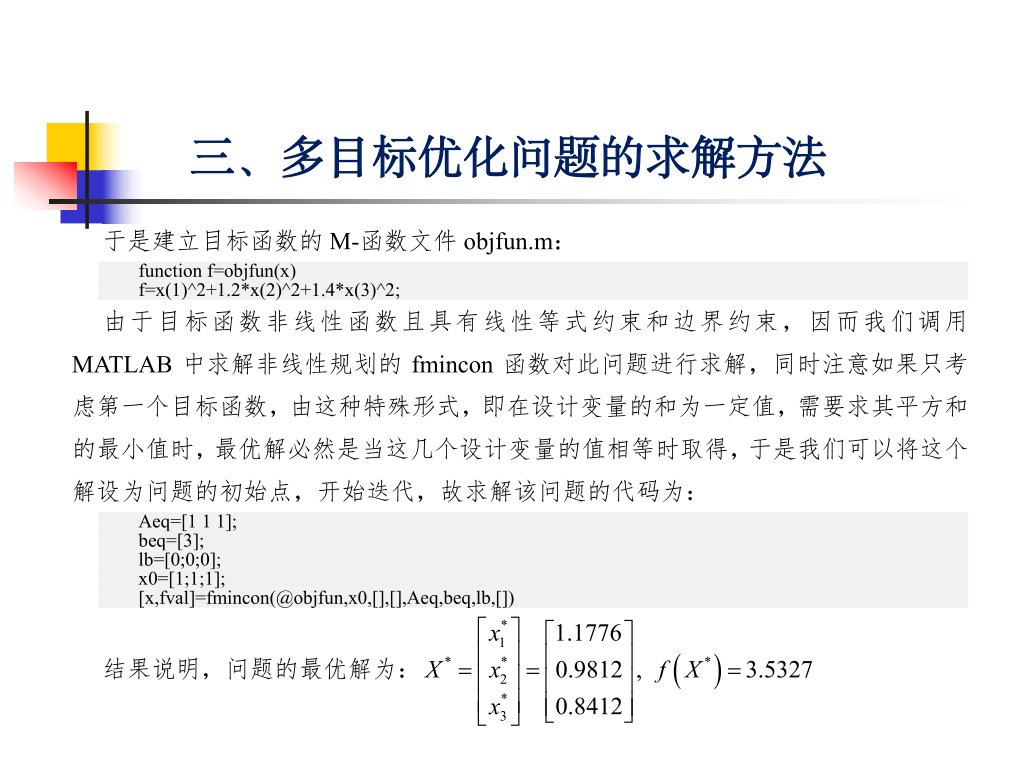 三、多目标优化问题的求解方法
于是建立目标函数的 M-函数文件 objfun.m：
function f=objfun(x)
f=x(1)^2+1.2*x(2)^2+1.4*x(3)^2;
由于目标函数非线性函数且具有线性等式约束和边界约束，因而我们调用
MATLAB 中求解非线性规划的 fmincon 函数对此问题进行求解，同时注意如果只考
虑第一个目标函数，由这种特殊形式，即在设计变量的和为一定值，需要求其平方和
的最小值时，最优解必然是当这几个设计变量的值相等时取得，于是我们可以将这个
解设为问题的初始点，开始迭代，故求解该问题的代码为：
Aeq=[1 1 1];
beq=[3];
lb=[0;0;0];
x0=[1;1;1];
[x,fval]=fmincon(@objfun,x0,[],[],Aeq,beq,lb,[])
结果说明，问题的最优解为：X* = [x1*; x2*; x3*] = [1.1776; 0.9812; 0.8412], f(X*) = 3.5327